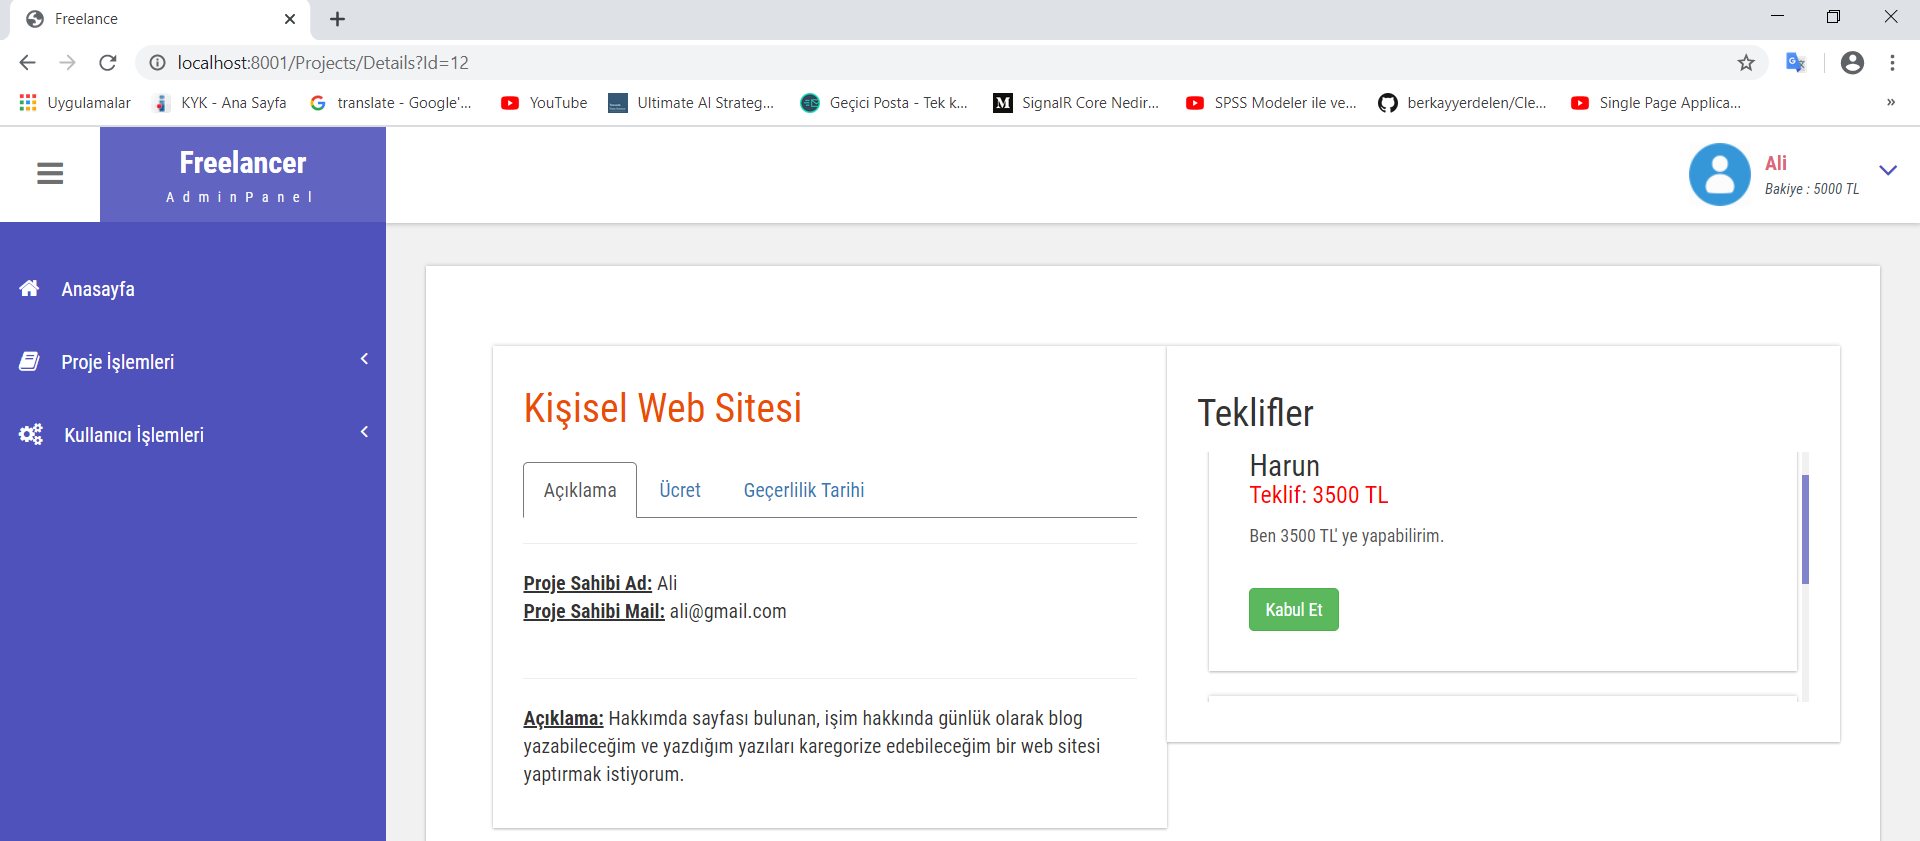 Freelance
localhost:8001/Projects/Details?Id=12
Uygulamalar
KYK - Ana Sayfa
translate - Google'...
YouTube
Ultimate AI Strateg...
Geçici Posta - Tek k...
SignalR Core Nedir...
SPSS Modeler ile ve...
berkayyerdelen/Cle...
Single Page Applica...
»
Freelancer
AdminPanel
Ali
Bakiye : 5000 TL
Anasayfa
Proje İşlemleri
Kullanıcı İşlemleri
Kişisel Web Sitesi
Açıklama
Ücret
Geçerlilik Tarihi
Proje Sahibi Ad: Ali
Proje Sahibi Mail: ali@gmail.com
Açıklama: Hakkımda sayfası bulunan, işim hakkında günlük olarak blog
yazabileceğim ve yazdığım yazıları karegorize edebileceğim bir web sitesi
yaptırmak istiyorum.
Teklifler
Harun
Teklif: 3500 TL
Ben 3500 TL' ye yapabilirim.
Kabul Et